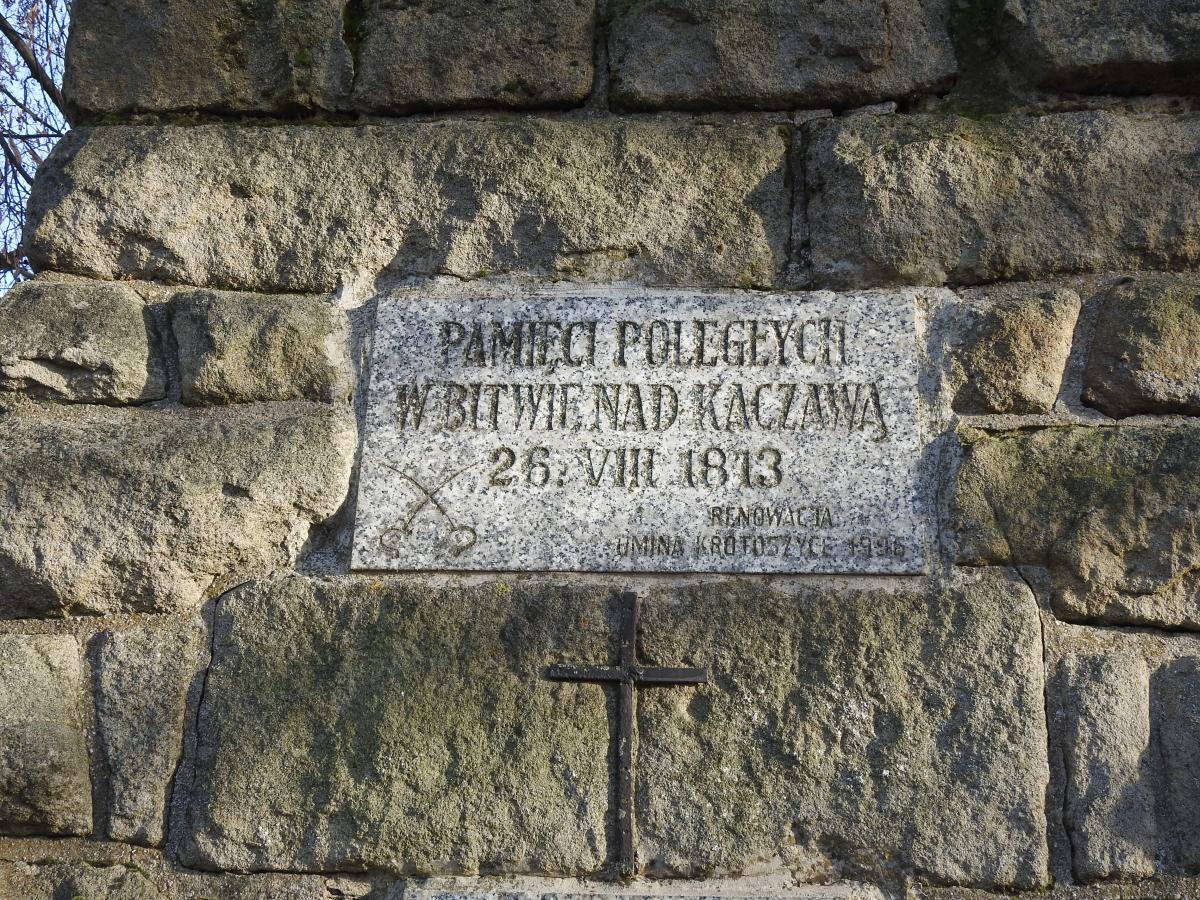 PAMIĘCI POLEGŁYCH
W BITWIE NAD KACZAWĄ
26. VIII 1813
RENOWACJA
GMINA KROTOSZYCE 1996